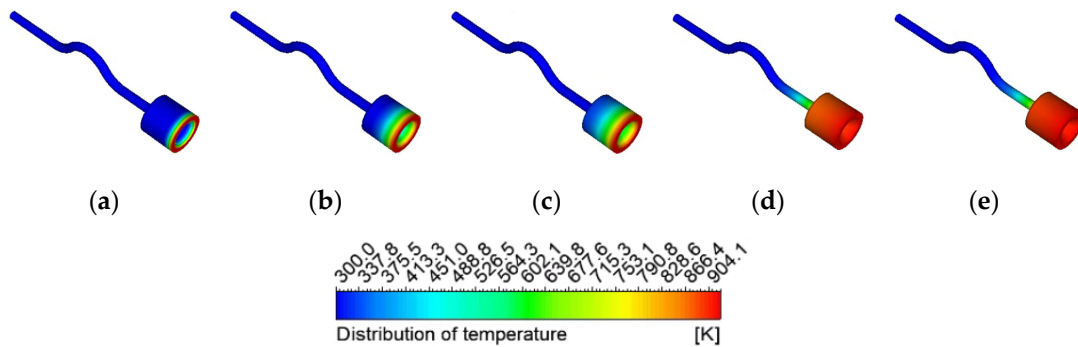 (a) (b) (c) (d) (e)
300.0 337.8 375.5 413.3 451.0 488.8 526.5 564.3 602.1 639.8 677.6 715.3 753.1 790.8 828.6 866.4 904.1
Distribution of temperature [K]